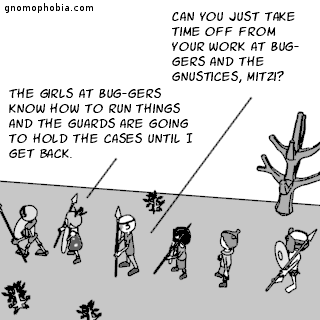 gnomophobia.com
CAN YOU JUST TAKE
TIME OFF FROM
YOUR WORK AT BUG-
GERS AND THE
GNUSTICES, MITZI?
THE GIRLS AT BUG-GERS
KNOW HOW TO RUN THINGS
AND THE GUARDS ARE GOING
TO HOLD THE CASES UNTIL I
GET BACK.